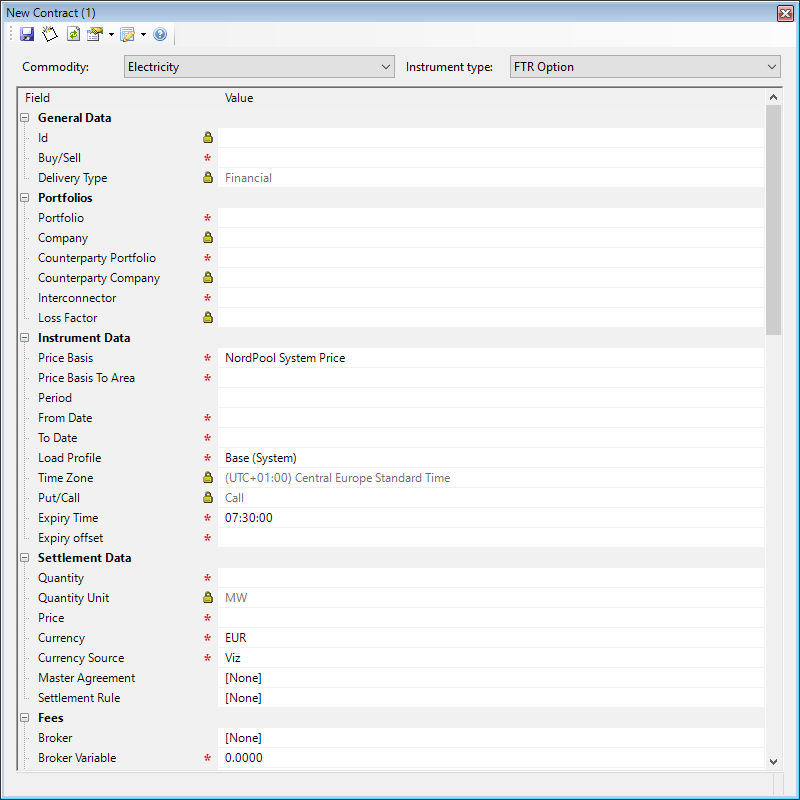 New Contract (1)
Commodity: Electricity Instrument type: FTR Option
Field Value
General Data
Id
Buy/Sell *
Delivery Type Financial
Portfolios
Portfolio *
Company
Counterparty Portfolio *
Counterparty Company
Interconnector *
Loss Factor
Instrument Data
Price Basis * NordPool System Price
Price Basis To Area *
Period
From Date *
To Date *
Load Profile * Base (System)
Time Zone (UTC+01:00) Central Europe Standard Time
Put/Call Call
Expiry Time * 07:30:00
Expiry offset *
Settlement Data
Quantity *
Quantity Unit MW
Price *
Currency * EUR
Currency Source * Viz
Master Agreement [None]
Settlement Rule [None]
Fees
Broker [None]
Broker Variable * 0.0000